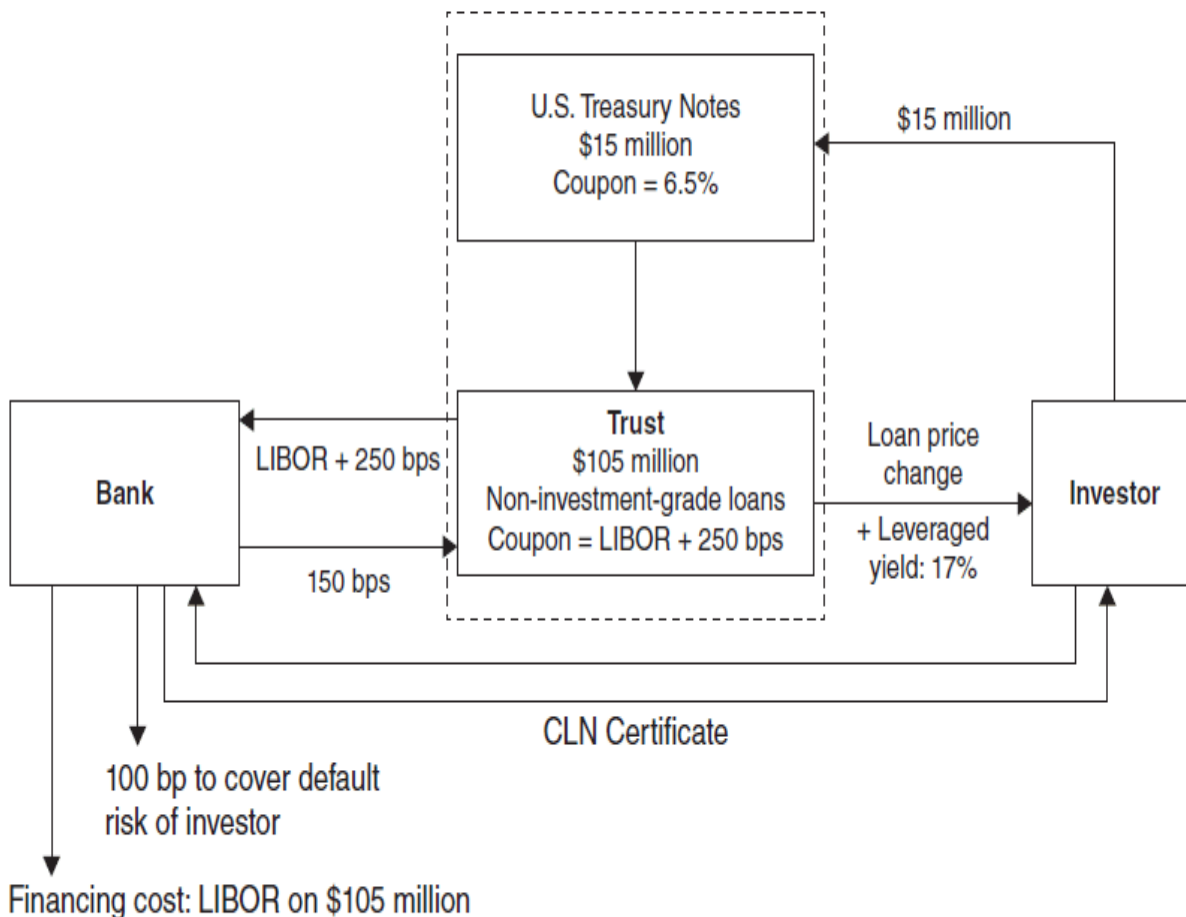 U.S. Treasury Notes
$15 million
Coupon = 6.5%
$15 million
Trust
$105 million
Non-investment-grade loans
Coupon = LIBOR + 250 bps
Bank
LIBOR + 250 bps
150 bps
Loan price
change
+ Leveraged
yield: 17%
Investor
CLN Certificate
100 bp to cover default
risk of investor
Financing cost: LIBOR on $105 million